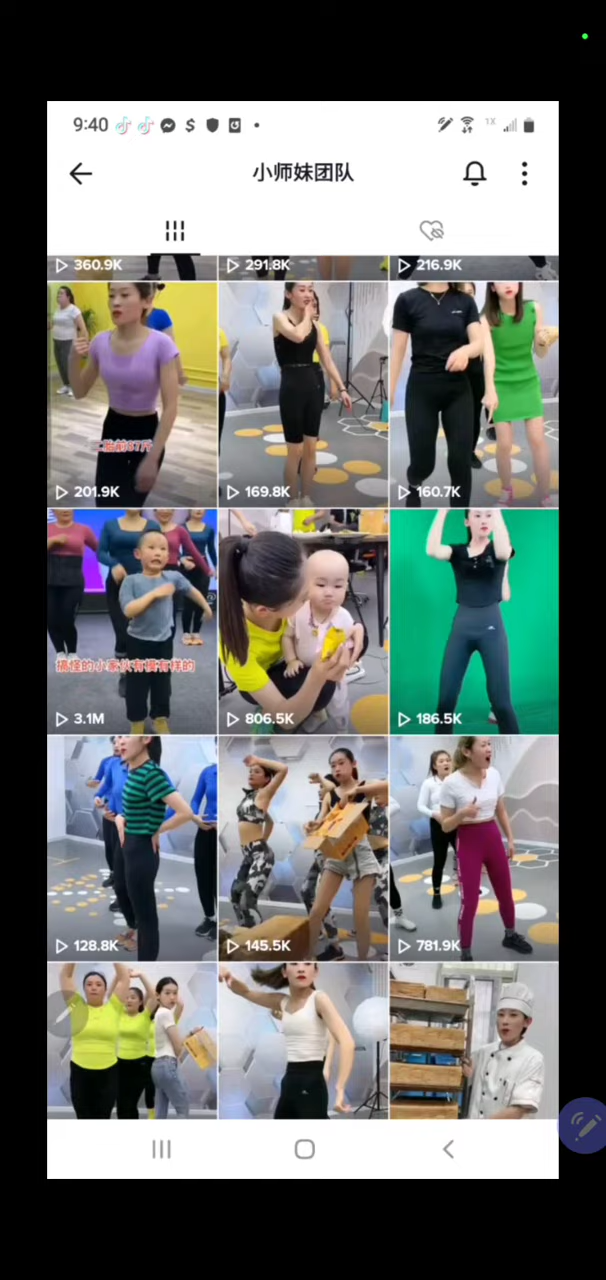 9:40
1X
小师妹团队
360.9K
291.8K
216.9K
201.9K
169.8K
160.7K
搞怪的小家伙有模有样的
3.1M
806.5K
186.5K
128.8K
145.5K
781.9K